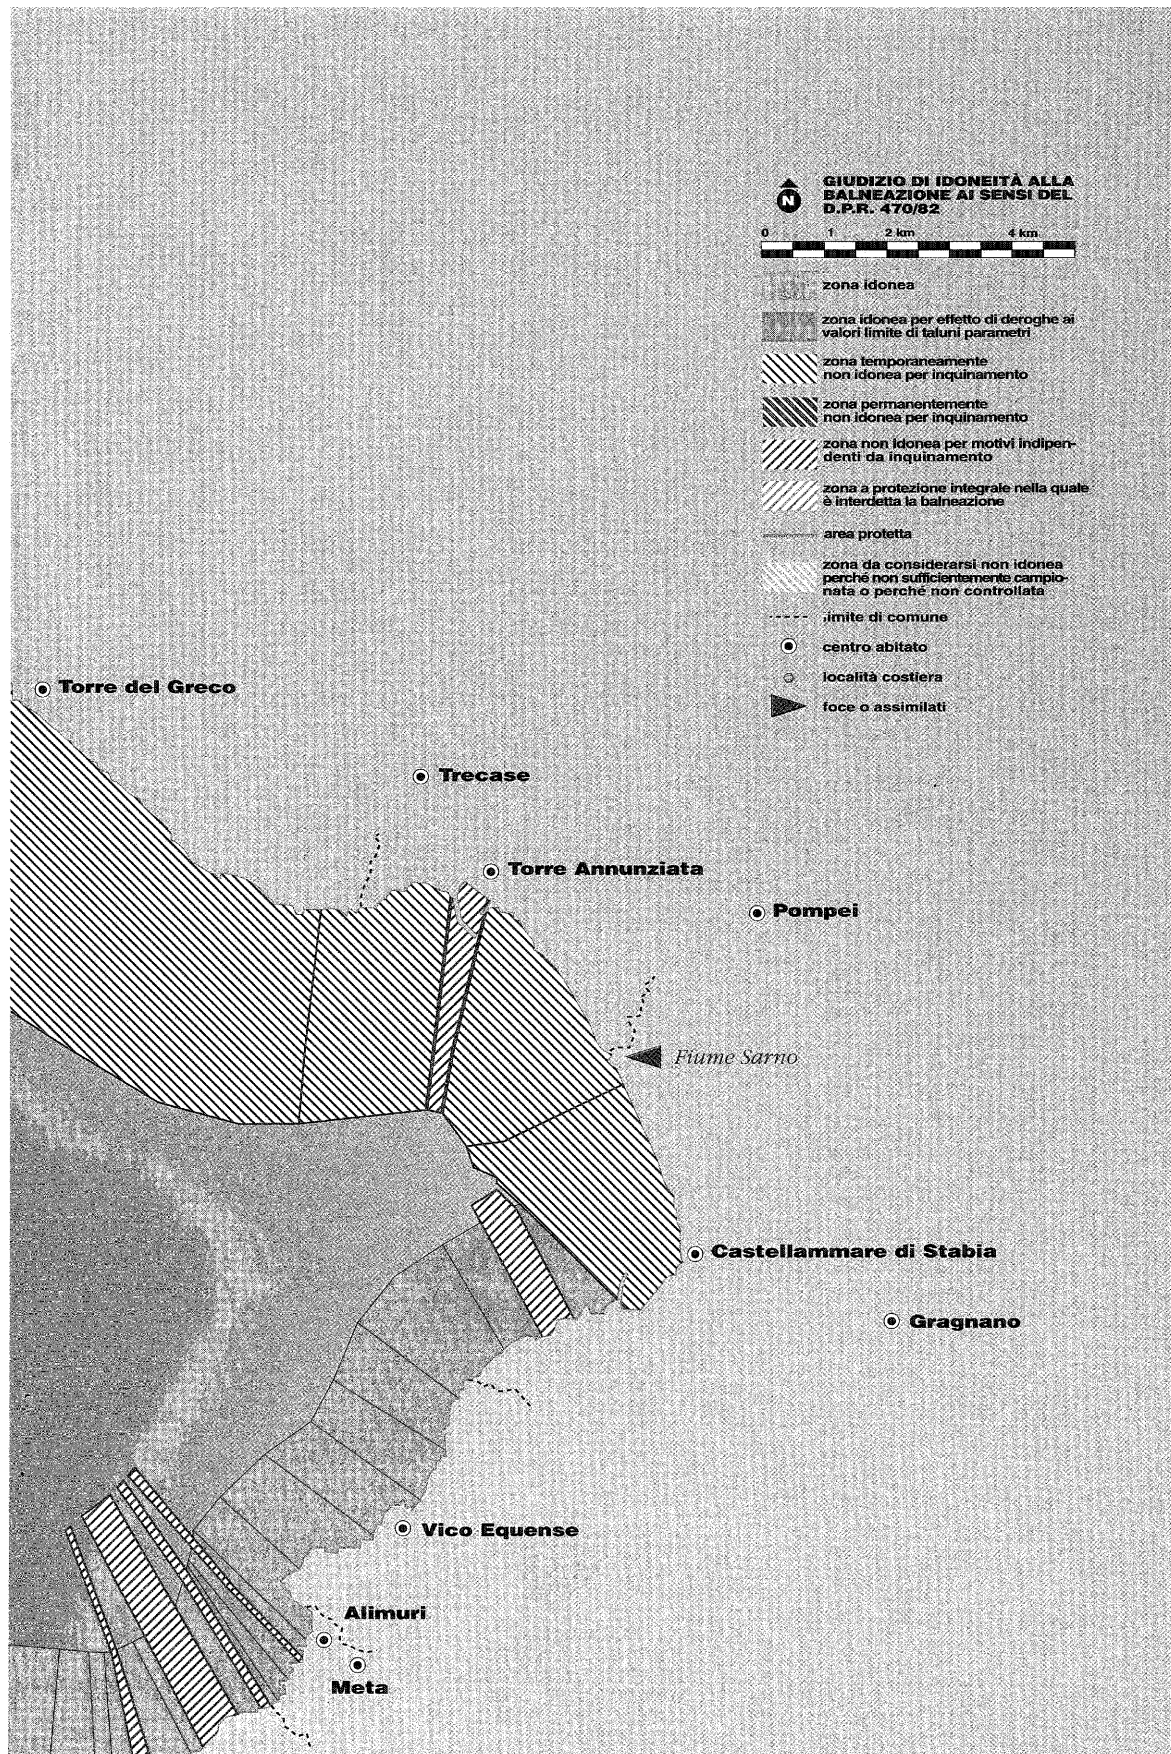 GIUDIZIO DI IDONEITÀ ALLA
BALNEAZIONE AI SENSI DEL
D.P.R. 470/82
N
0 1 2 km 4 km
zona idonea
zona idonea per effetto di deroghe ai
valori limite di taluni parametri
zona temporaneamente
non idonea per inquinamento
zona permanentemente
non idonea per inquinamento
zona non idonea per motivi indipen-
denti da inquinamento
zona a protezione integrale nella quale
è interdetta la balneazione
area protetta
zona da considerarsi non idonea
perché non sufficientemente campio-
nata o perché non controllata
limite di comune
centro abitato
località costiera
foce o assimilati
Torre del Greco
Trecase
Torre Annunziata
Pompei
Fiume Sarno
Castellammare di Stabia
Gragnano
Vico Equense
Alimuri
Meta